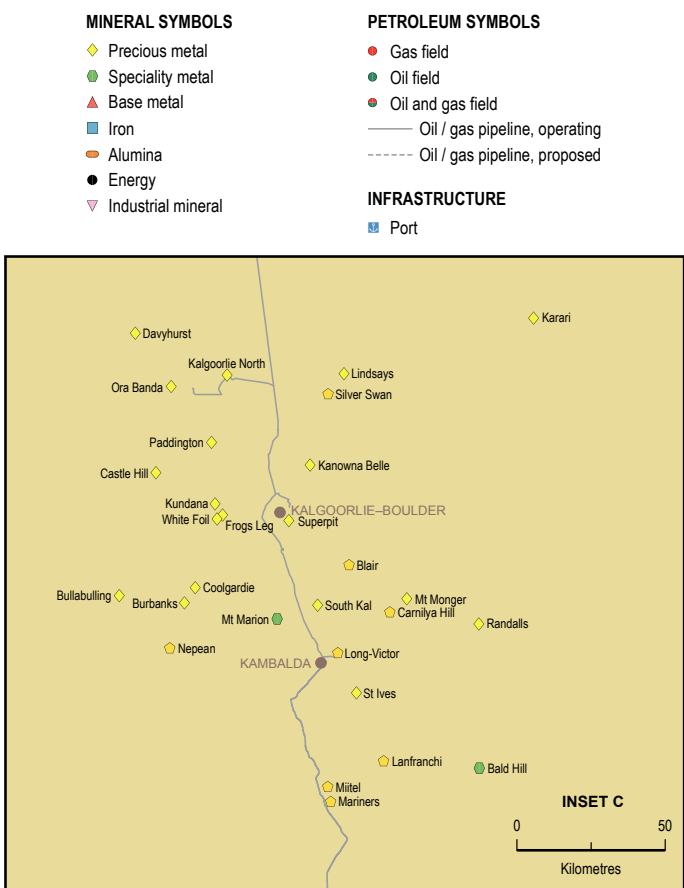 MINERAL SYMBOLS
Precious metal
Speciality metal
Base metal
Iron
Alumina
Energy
Industrial mineral
PETROLEUM SYMBOLS
Gas field
Oil field
Oil and gas field
Oil / gas pipeline, operating
Oil / gas pipeline, proposed
INFRASTRUCTURE
Port
Karari
Davyhurst
Kalgoorlie North
Lindsays
Ora Banda
Silver Swan
Paddington
Kanowna Belle
Castle Hill
Kundana
KALGOORLIE–BOULDER
White Foil
Frogs Leg
Superpit
Blair
Coolgardie
Bullabulling
Burbanks
South Kal
Mt Monger
Carnilya Hill
Mt Marion
Randalls
Nepean
Long-Victor
KAMBALDA
St Ives
Lanfranchi
Bald Hill
Miitel
Mariners
INSET C
0 50
Kilometres